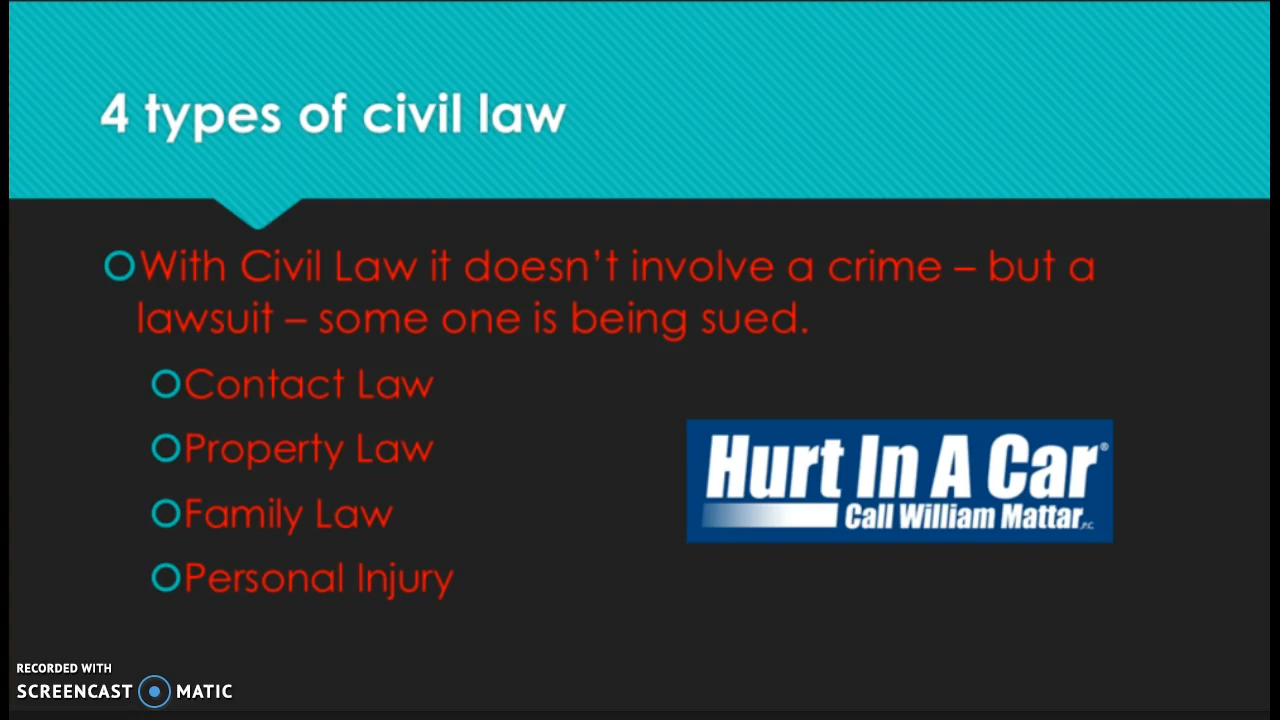 4 types of civil law
With Civil Law it doesn't involve a crime – but a
lawsuit – some one is being sued.
Contact Law
Property Law
Family Law
Personal Injury
Hurt In A Car®
Call William Mattar, P.C.
RECORDED WITH
SCREENCAST MATIC